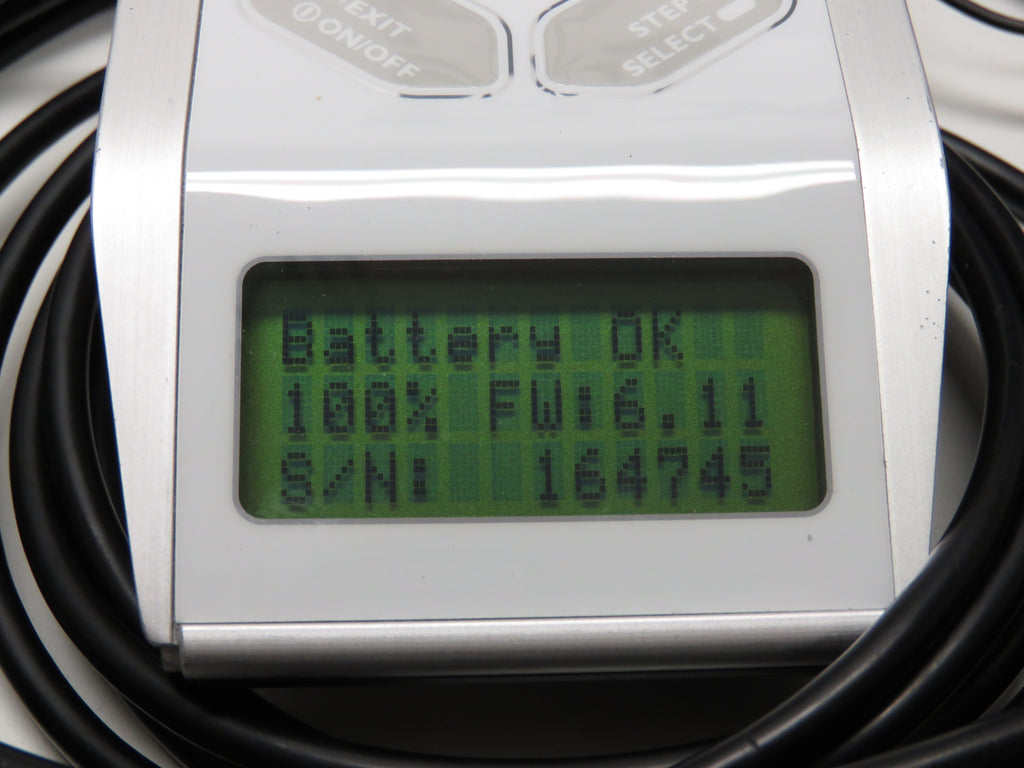 EXIT
ON/OFF
STEP
SELECT
Battery OK
100% FW:6.11
S/N: 164745